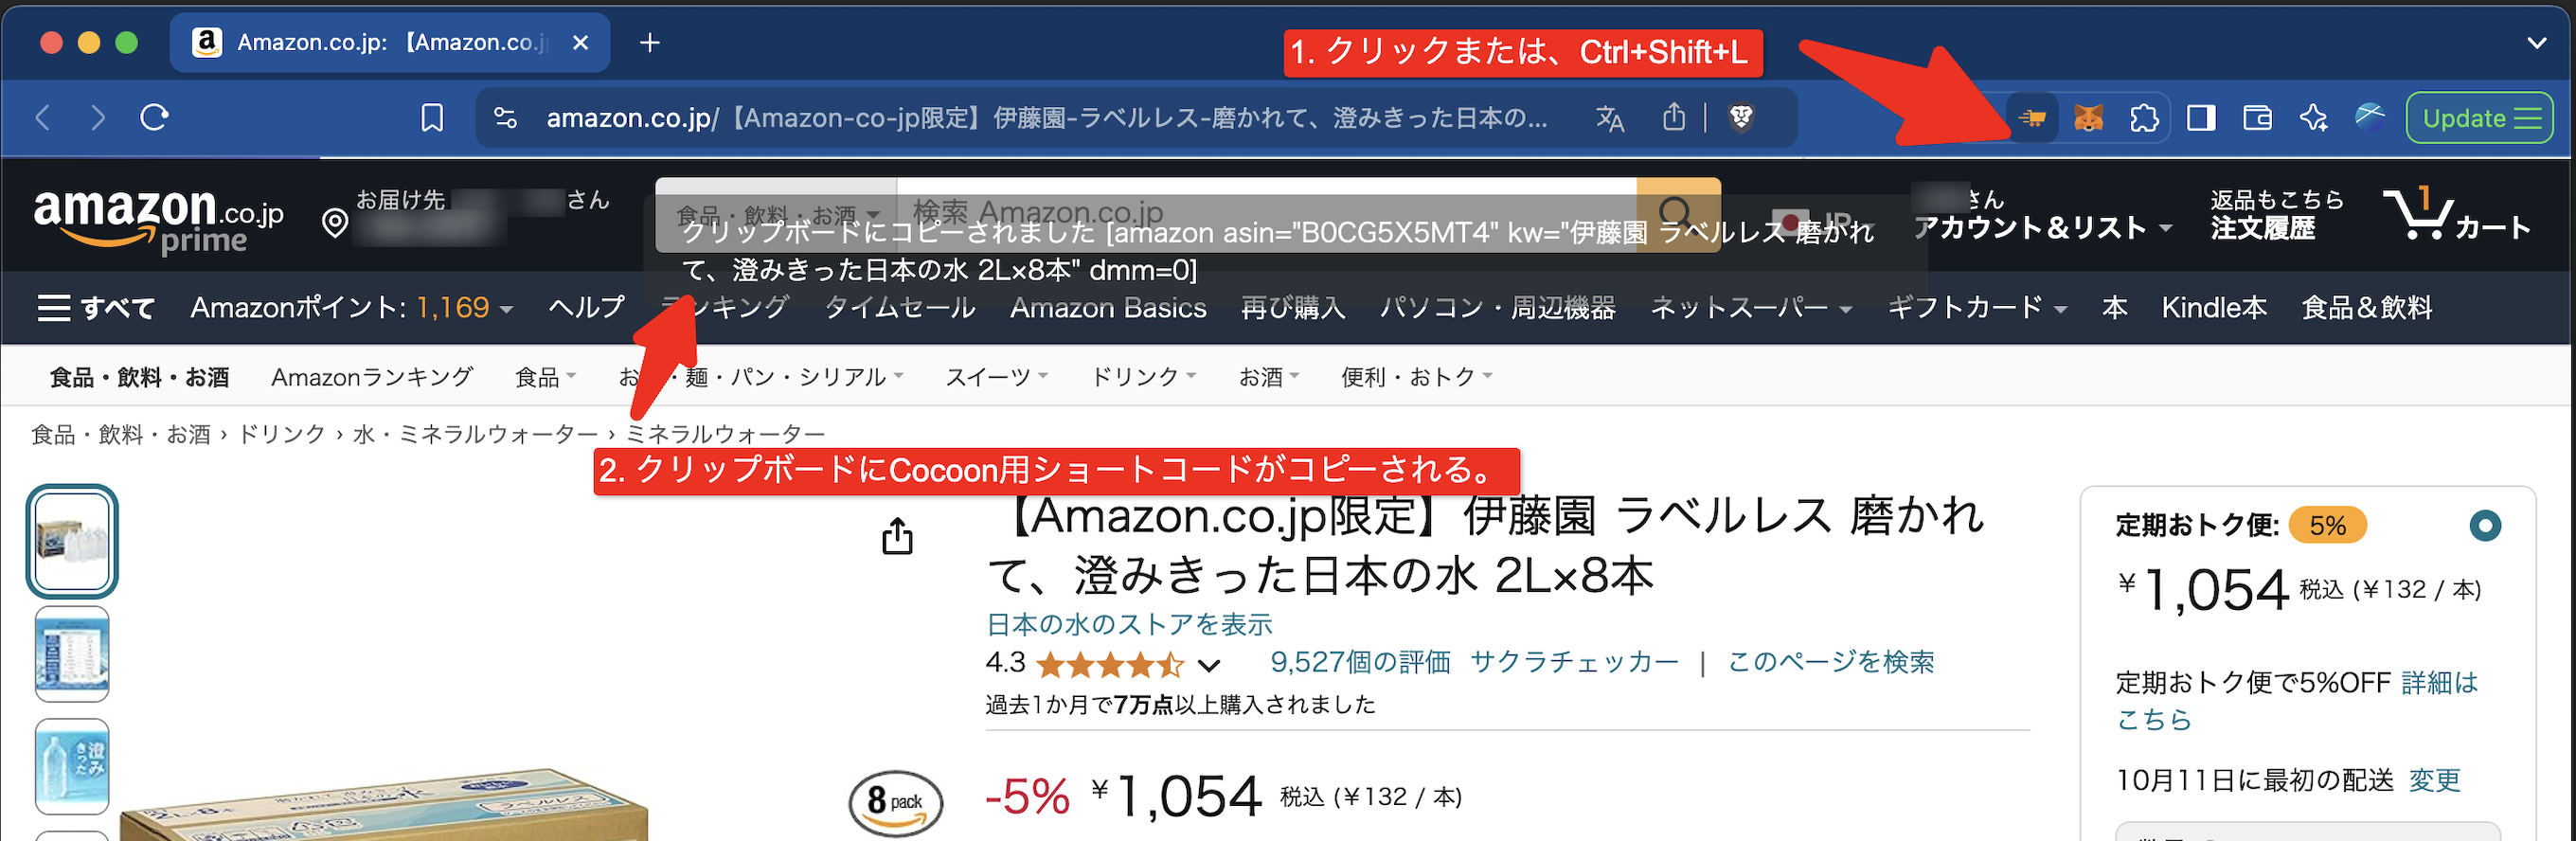 Amazon.co.jp: 【Amazon.co.j
1. クリックまたは、Ctrl+Shift+L
amazon.co.jp/【Amazon-co-jp限定】伊藤園-ラベルレス-磨かれて、澄みきった日本の...
Update
amazon.co.jp
prime
お届け先
さん
食品・飲料・お酒
検索 Amazon.co.jp
JP
クリップボードにコピーされました [amazon asin="B0CG5X5MT4" kw="伊藤園 ラベルレス 磨かれ
て、澄みきった日本の水 2L×8本" dmm=0]
さん
アカウント&リスト
返品もこちら
注文履歴
1
カート
すべて
Amazonポイント: 1,169
ヘルプ
ランキング
タイムセール
Amazon Basics
再び購入
パソコン・周辺機器
ネットスーパー
ギフトカード
本
Kindle本
食品&飲料
食品・飲料・お酒
Amazonランキング
食品
お
・麺・パン・シリアル
スイーツ
ドリンク
お酒
便利・おトク
食品・飲料・お酒 › ドリンク › 水・ミネラルウォーター › ミネラルウォーター
2. クリップボードにCocoon用ショートコードがコピーされる。
【Amazon.co.jp限定】伊藤園 ラベルレス 磨かれ
て、澄みきった日本の水 2L×8本
日本の水のストアを表示
4.3
9,527個の評価
サクラチェッカー
|
このページを検索
過去1か月で7万点以上購入されました
-5% ¥1,054 税込 (¥132 / 本)
8 pack
澄み
きった
ラベルレス
定期おトク便: 5%
¥1,054 税込 (¥132 / 本)
定期おトク便で5%OFF 詳細は
こちら
10月11日に最初の配送 変更